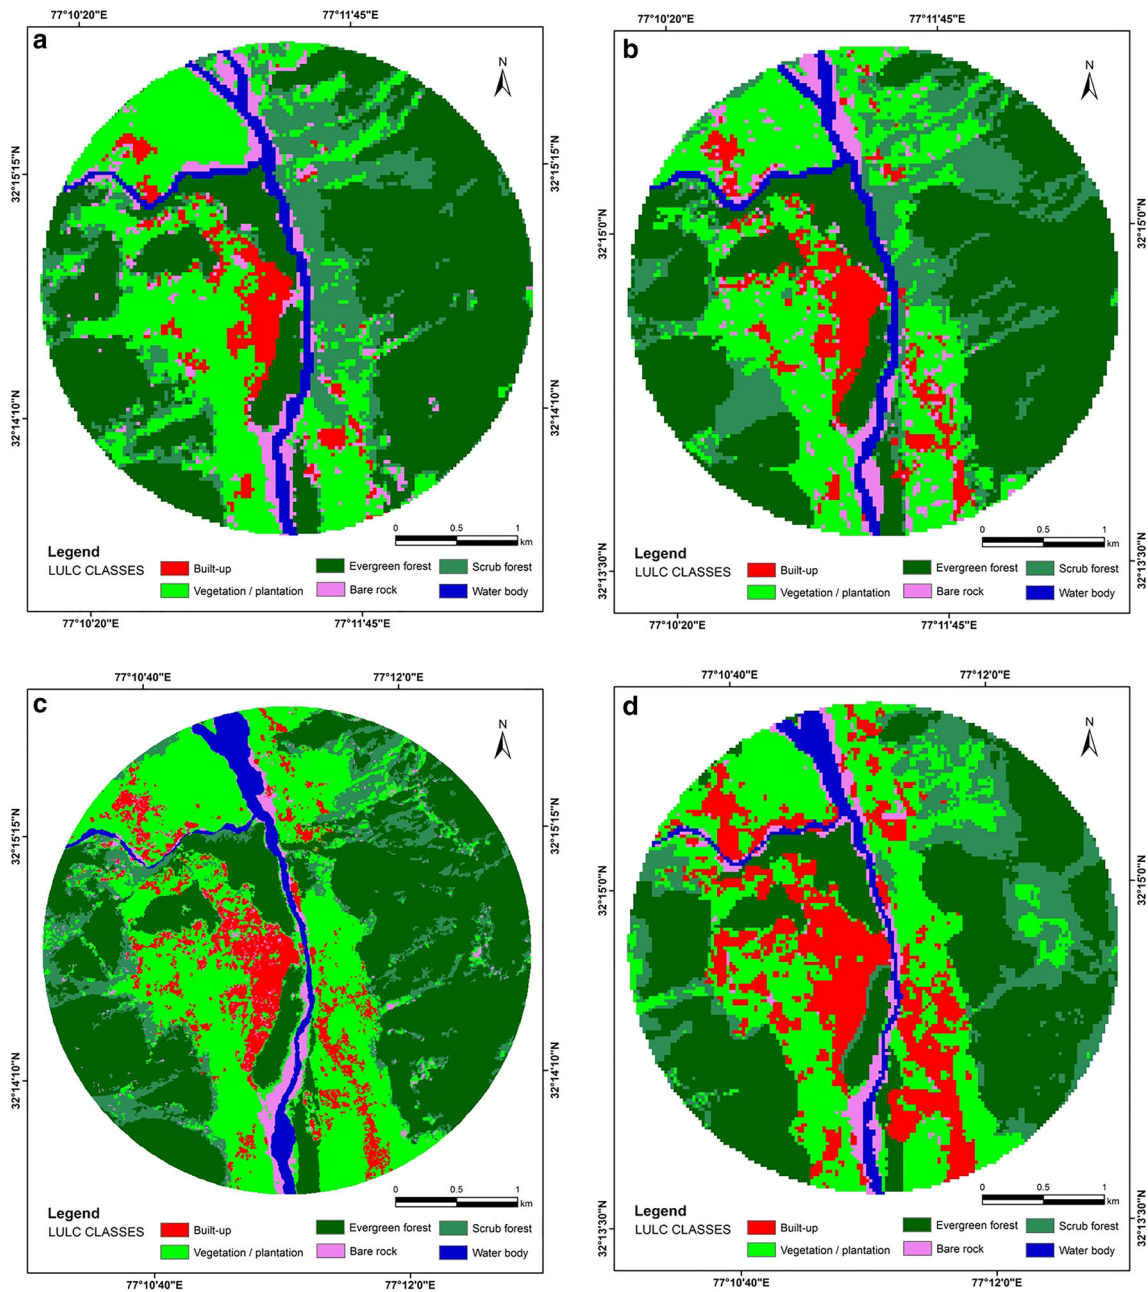 77°10'20"E 77°11'45"E
a
N
32°15'15"N 32°15'15"N
32°14'10"N 32°14'10"N
0 0.5 1
km
Legend
LULC CLASSES
Built-up Evergreen forest Scrub forest
Vegetation / plantation Bare rock Water body
77°10'20"E 77°11'45"E
77°10'20"E 77°11'45"E
b
N
32°15'0"N 32°15'0"N
0 0.5 1
km
Legend
LULC CLASSES
Built-up Evergreen forest Scrub forest
Vegetation / plantation Bare rock Water body
32°13'30"N 32°13'30"N
77°10'20"E 77°11'45"E
77°10'40"E 77°12'0"E
c
N
32°15'15"N 32°15'15"N
32°14'10"N 32°14'10"N
0 0.5 1
km
Legend
LULC CLASSES
Built-up Evergreen forest Scrub forest
Vegetation / plantation Bare rock Water body
77°10'40"E 77°12'0"E
77°10'40"E 77°12'0"E
d
N
32°15'0"N 32°15'0"N
0 0.5 1
km
Legend
LULC CLASSES
Built-up Evergreen forest Scrub forest
Vegetation / plantation Bare rock Water body
32°13'30"N 32°13'30"N
77°10'40"E 77°12'0"E